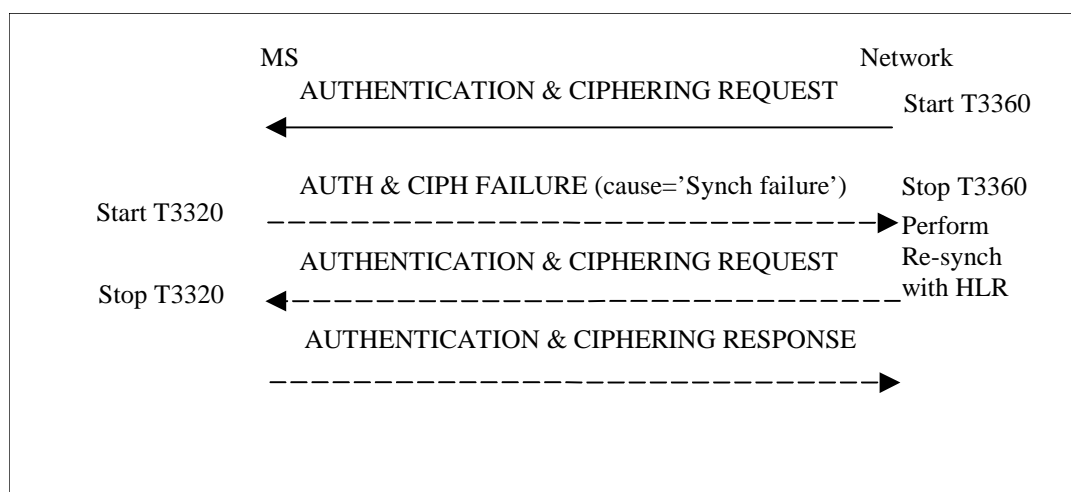 MS
Network
AUTHENTICATION & CIPHERING REQUEST
Start T3360
AUTH & CIPH FAILURE (cause=’Synch failure’)
Stop T3360
Start T3320
Perform
Re-synch
with HLR
AUTHENTICATION & CIPHERING REQUEST
Stop T3320
AUTHENTICATION & CIPHERING RESPONSE